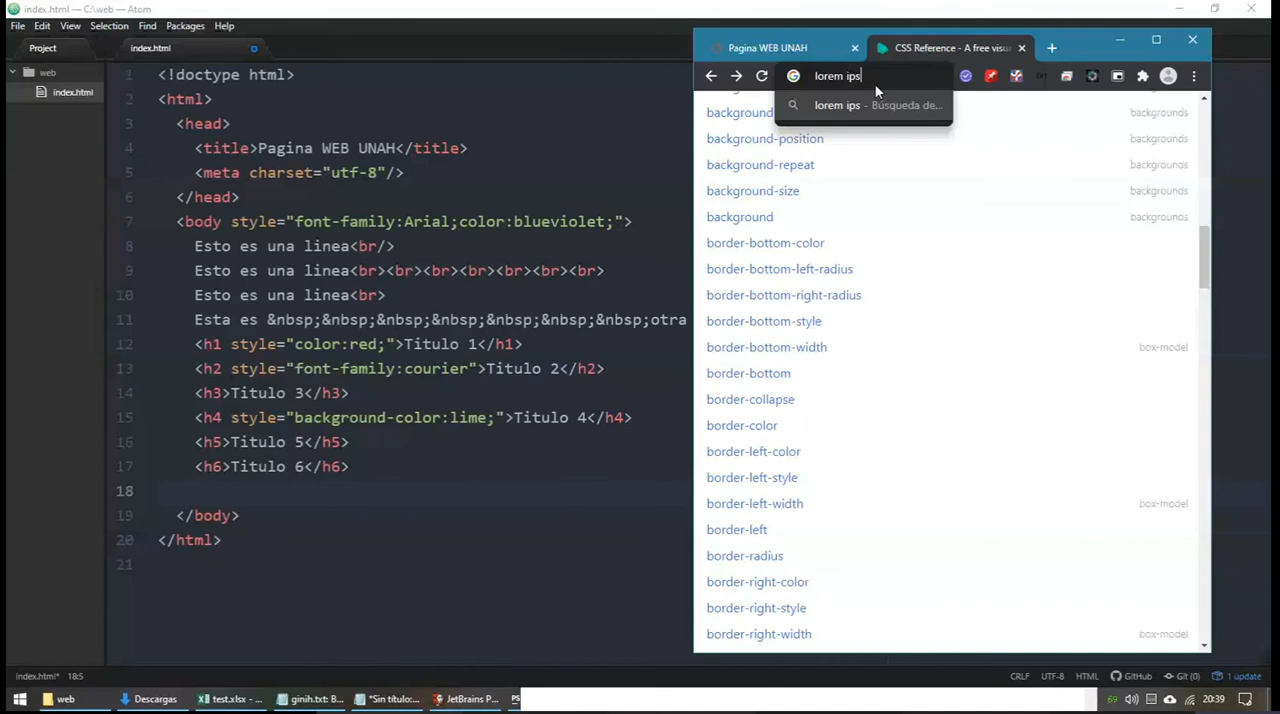 index.html — C:\web — Atom
File Edit View Selection Find Packages Help
Project
index.html
web
index.html
1 <!doctype html>
2 <html>
3 <head>
4 <title>Pagina WEB UNAH</title>
5 <meta charset="utf-8"/>
6 </head>
7 <body style="font-family:Arial;color:blueviolet;">
8 Esto es una linea<br/>
9 Esto es una linea<br><br><br><br><br><br><br>
10 Esto es una linea<br>
11 Esta es &nbsp;&nbsp;&nbsp;&nbsp;&nbsp;&nbsp;&nbsp;otra
12 <h1 style="color:red;">Titulo 1</h1>
13 <h2 style="font-family:courier">Titulo 2</h2>
14 <h3>Titulo 3</h3>
15 <h4 style="background-color:lime;">Titulo 4</h4>
16 <h5>Titulo 5</h5>
17 <h6>Titulo 6</h6>
18
19 </body>
20 </html>
21
Pagina WEB UNAH
CSS Reference - A free visu
lorem ips
lorem ips - Búsqueda de...
background backgrounds
background-position
background-repeat backgrounds
background-size backgrounds
background backgrounds
border-bottom-color
border-bottom-left-radius
border-bottom-right-radius
border-bottom-style
border-bottom-width box-model
border-bottom
border-collapse
border-color
border-left-color
border-left-style
border-left-width box-model
border-left
border-radius
border-right-color
border-right-style
border-right-width box-model
index.html* 18:5
CRLF UTF-8 HTML GitHub Git (0) 1 update
web
Descargas
test.xlsx - ...
ginih.txt: B...
*Sin título:...
JetBrains P...
PS
69
20:39